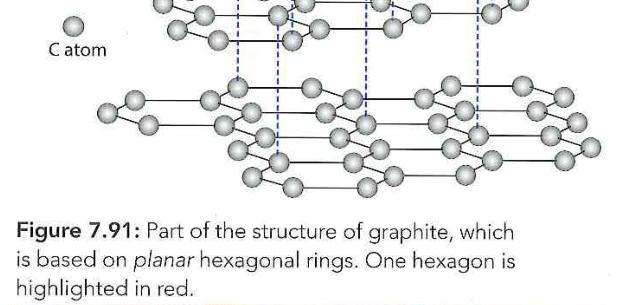 C atom
Figure 7.91: Part of the structure of graphite, which
is based on planar hexagonal rings. One hexagon is
highlighted in red.